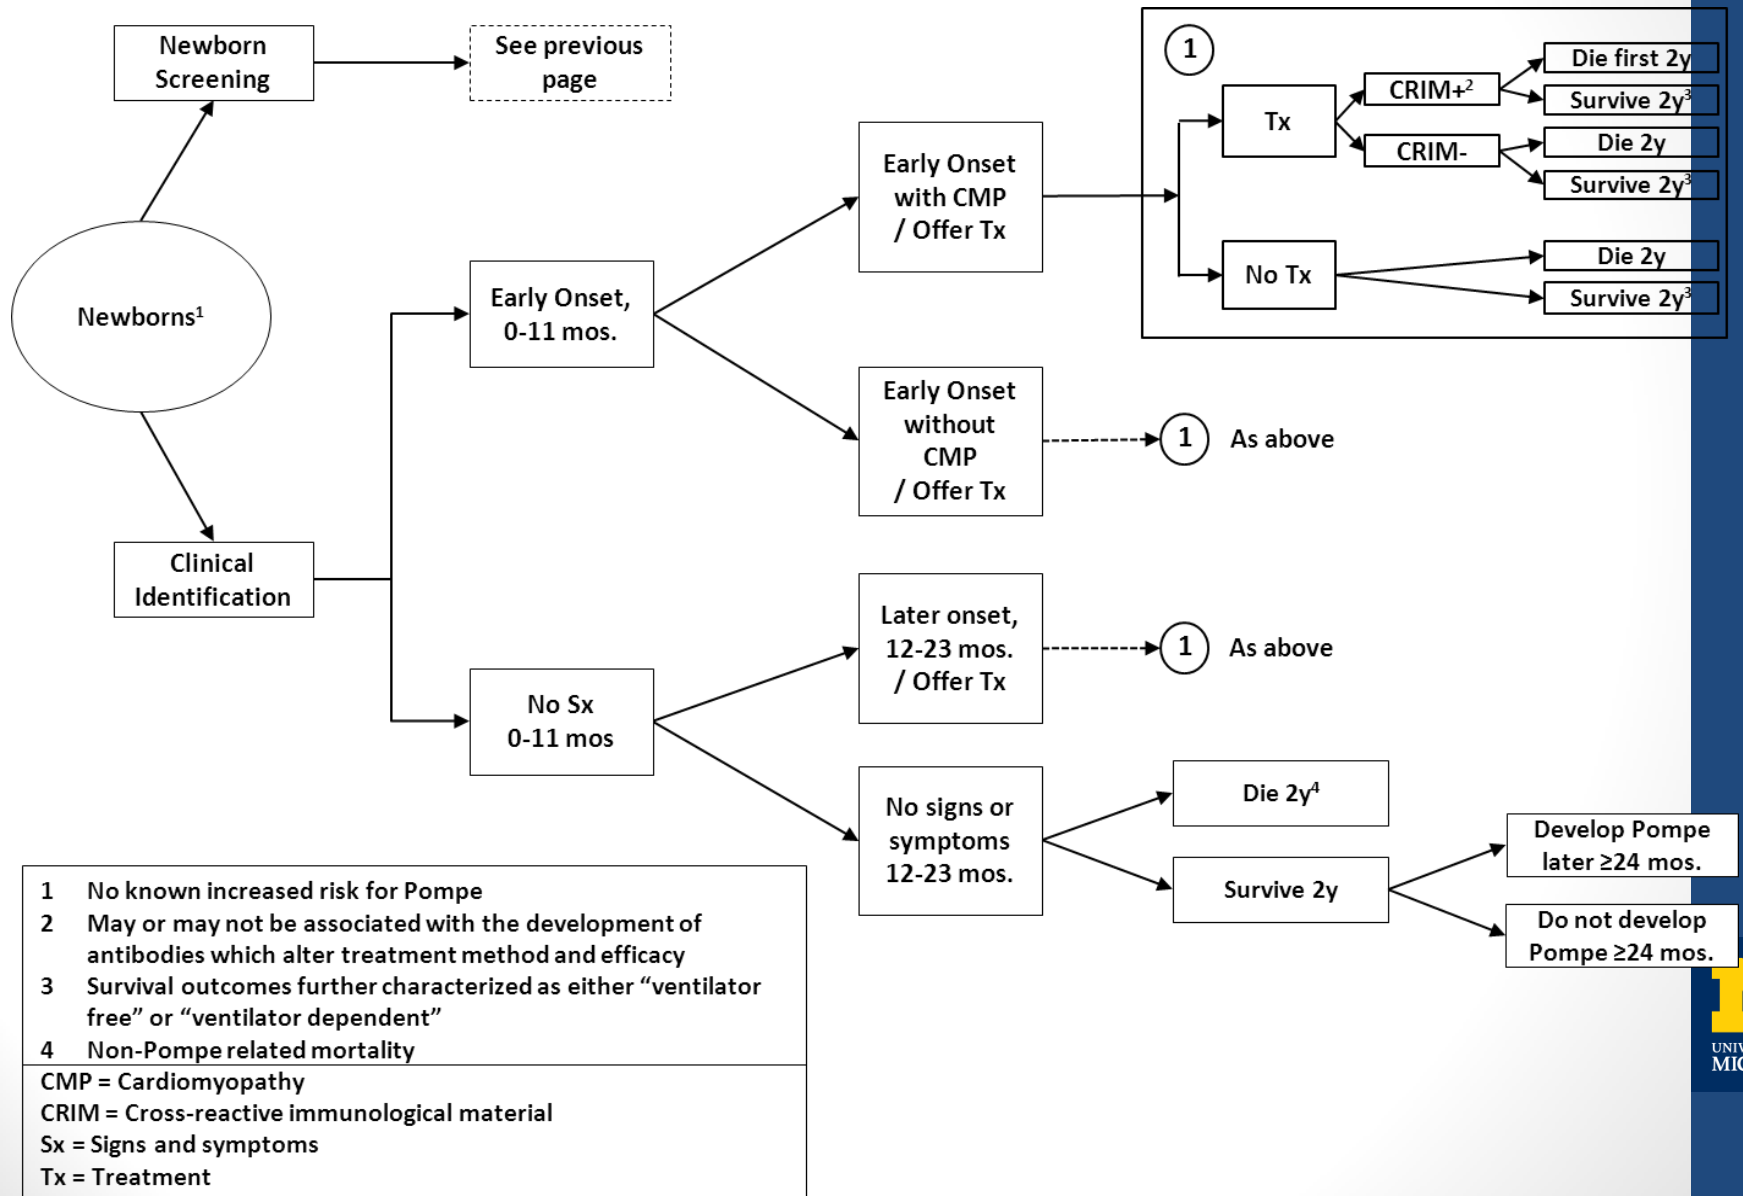 Newborn
Screening
See previous
page
Newborns¹
Clinical
Identification
Early Onset,
0-11 mos.
No Sx
0-11 mos
Early Onset
with CMP
/ Offer Tx
Early Onset
without
CMP
/ Offer Tx
Later onset,
12-23 mos.
/ Offer Tx
No signs or
symptoms
12-23 mos.
1
Tx
CRIM+²
CRIM-
Die first 2y
Survive 2y³
Die 2y
Survive 2y³
No Tx
Die 2y
Survive 2y³
1 As above
1 As above
Die 2y⁴
Survive 2y
Develop Pompe
later ≥24 mos.
Do not develop
Pompe ≥24 mos.
1 No known increased risk for Pompe
2 May or may not be associated with the development of
antibodies which alter treatment method and efficacy
3 Survival outcomes further characterized as either “ventilator
free” or “ventilator dependent”
4 Non-Pompe related mortality
CMP = Cardiomyopathy
CRIM = Cross-reactive immunological material
Sx = Signs and symptoms
Tx = Treatment